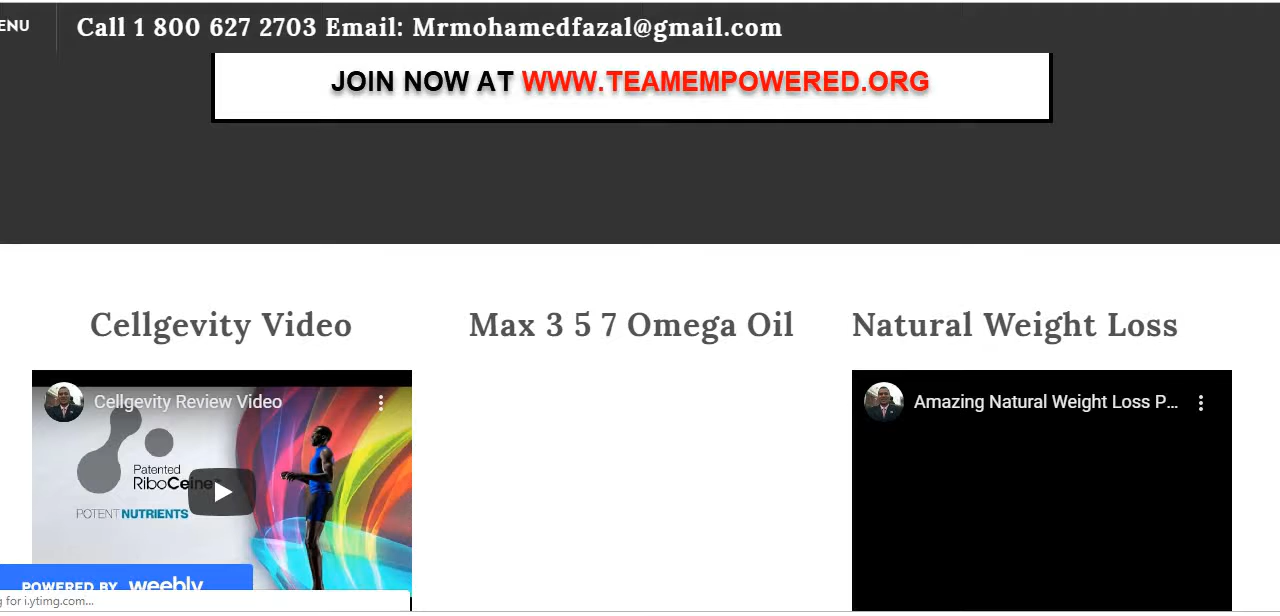 ENU
Call 1 800 627 2703 Email: Mrmohamedfazal@gmail.com
JOIN NOW AT WWW.TEAMEMPOWERED.ORG
Cellgevity Video
Max 3 5 7 Omega Oil
Natural Weight Loss
Cellgevity Review Video
Amazing Natural Weight Loss P...
Patented
RiboCeine
POTENT NUTRIENTS
POWERED BY weebly
g for i.ytimg.com...